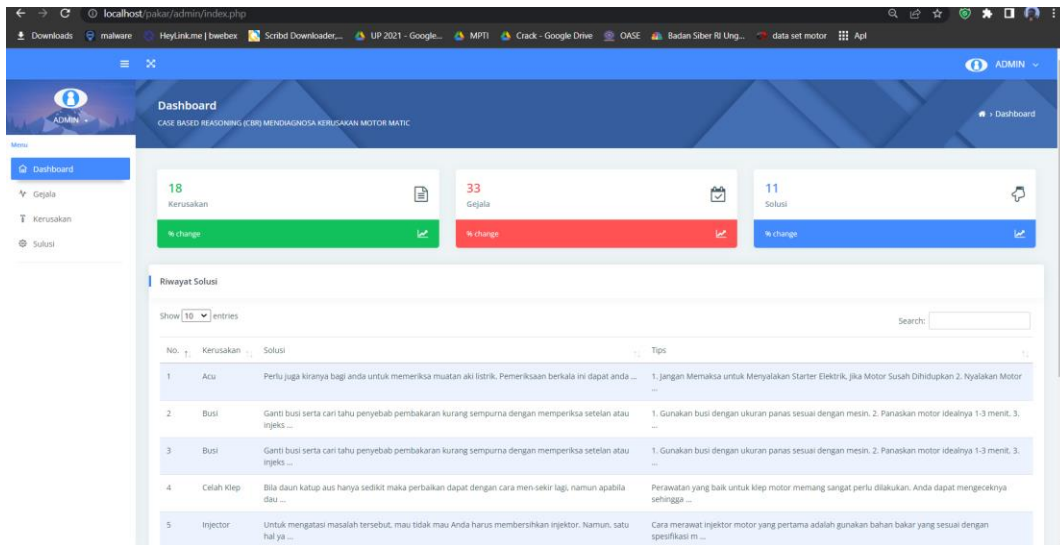 localhost/pakar/admin/index.php
Downloads malware HeyLink.me | bwebex Scribd Downloader,... UP 2021 - Google... MPTI Crack - Google Drive OASE Badan Siber RI Ung... data set motor Apl
ADMIN
ADMIN
Menu
Dashboard
Gejala
Kerusakan
Sulusi
Dashboard
CASE BASED REASONING (CBR) MENDIAGNOSA KERUSAKAN MOTOR MATIC
> Dashboard
18
Kerusakan
% change
33
Gejala
% change
11
Solusi
% change
Riwayat Solusi
Show 10 entries
Search:
No. Kerusakan Solusi Tips
1 Acu Perlu juga kiranya bagi anda untuk memeriksa muatan aki listrik. Pemeriksaan berkala ini dapat anda ... 1. Jangan Memaksa untuk Menyalakan Starter Elektrik, Jika Motor Susah Dihidupkan 2. Nyalakan Motor
...
2 Busi Ganti busi serta cari tahu penyebab pembakaran kurang sempurna dengan memperiksa setelan atau 1. Gunakan busi dengan ukuran panas sesuai dengan mesin. 2. Panaskan motor idealnya 1-3 menit. 3.
injeks ... ...
3 Busi Ganti busi serta cari tahu penyebab pembakaran kurang sempurna dengan memperiksa setelan atau 1. Gunakan busi dengan ukuran panas sesuai dengan mesin. 2. Panaskan motor idealnya 1-3 menit. 3.
injeks ... ...
4 Celah Klep Bila daun katup aus hanya sedikit maka perbaikan dapat dengan cara men-sekir lagi, namun apabila Perawatan yang baik untuk klep motor memang sangat perlu dilakukan. Anda dapat mengeceknya
dau ... sehingga ...
5 Injector Untuk mengatasi masalah tersebut, mau tidak mau Anda harus membersihkan injektor. Namun, satu Cara merawat injektor motor yang pertama adalah gunakan bahan bakar yang sesuai dengan
hal ya ... spesifikasi m ...